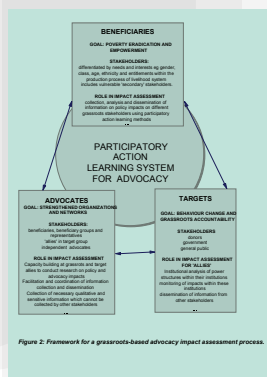 BENEFICIARIES
GOAL: POVERTY ERADICATION AND
EMPOWERMENT
STAKEHOLDERS:
differentiated by needs and interests eg gender,
class, age, ethnicity and entitlements within the
production process of livelihood system
includes vulnerable 'secondary' stakeholders.
ROLE IN IMPACT ASSESSMENT
collection, analysis and dissemination of
information on policy impacts on different
grassroots stakeholders using participatory
action learning methods
PARTICIPATORY
ACTION
LEARNING SYSTEM
FOR ADVOCACY
ADVOCATES
GOAL: STRENGTHENED ORGANIZATIONS
AND NETWORKS
STAKEHOLDERS:
beneficiaries, beneficiary groups and
representatives
'allies' in target group
independent advocates
ROLE IN IMPACT ASSESSMENT
Capacity building at grassroots and target
allies to conduct research on policy and
advocacy impacts
Facilitation and coordination of information
collection and dissemination
Collection of necessary qualitative and
sensitive information which cannot be
collected by other stakeholders
TARGETS
GOAL: BEHAVIOUR CHANGE AND
GRASSROOTS ACCOUNTABILITY
STAKEHOLDERS
donors
government
general public
ROLE IN IMPACT ASSESSMENT
FOR 'ALLIES'
Institutional analysis of power
structures within their institutions
monitoring of impacts within these
institutions
dissemination of information from
other stakeholders
Figure 2: Framework for a grassroots-based advocacy impact assessment process.